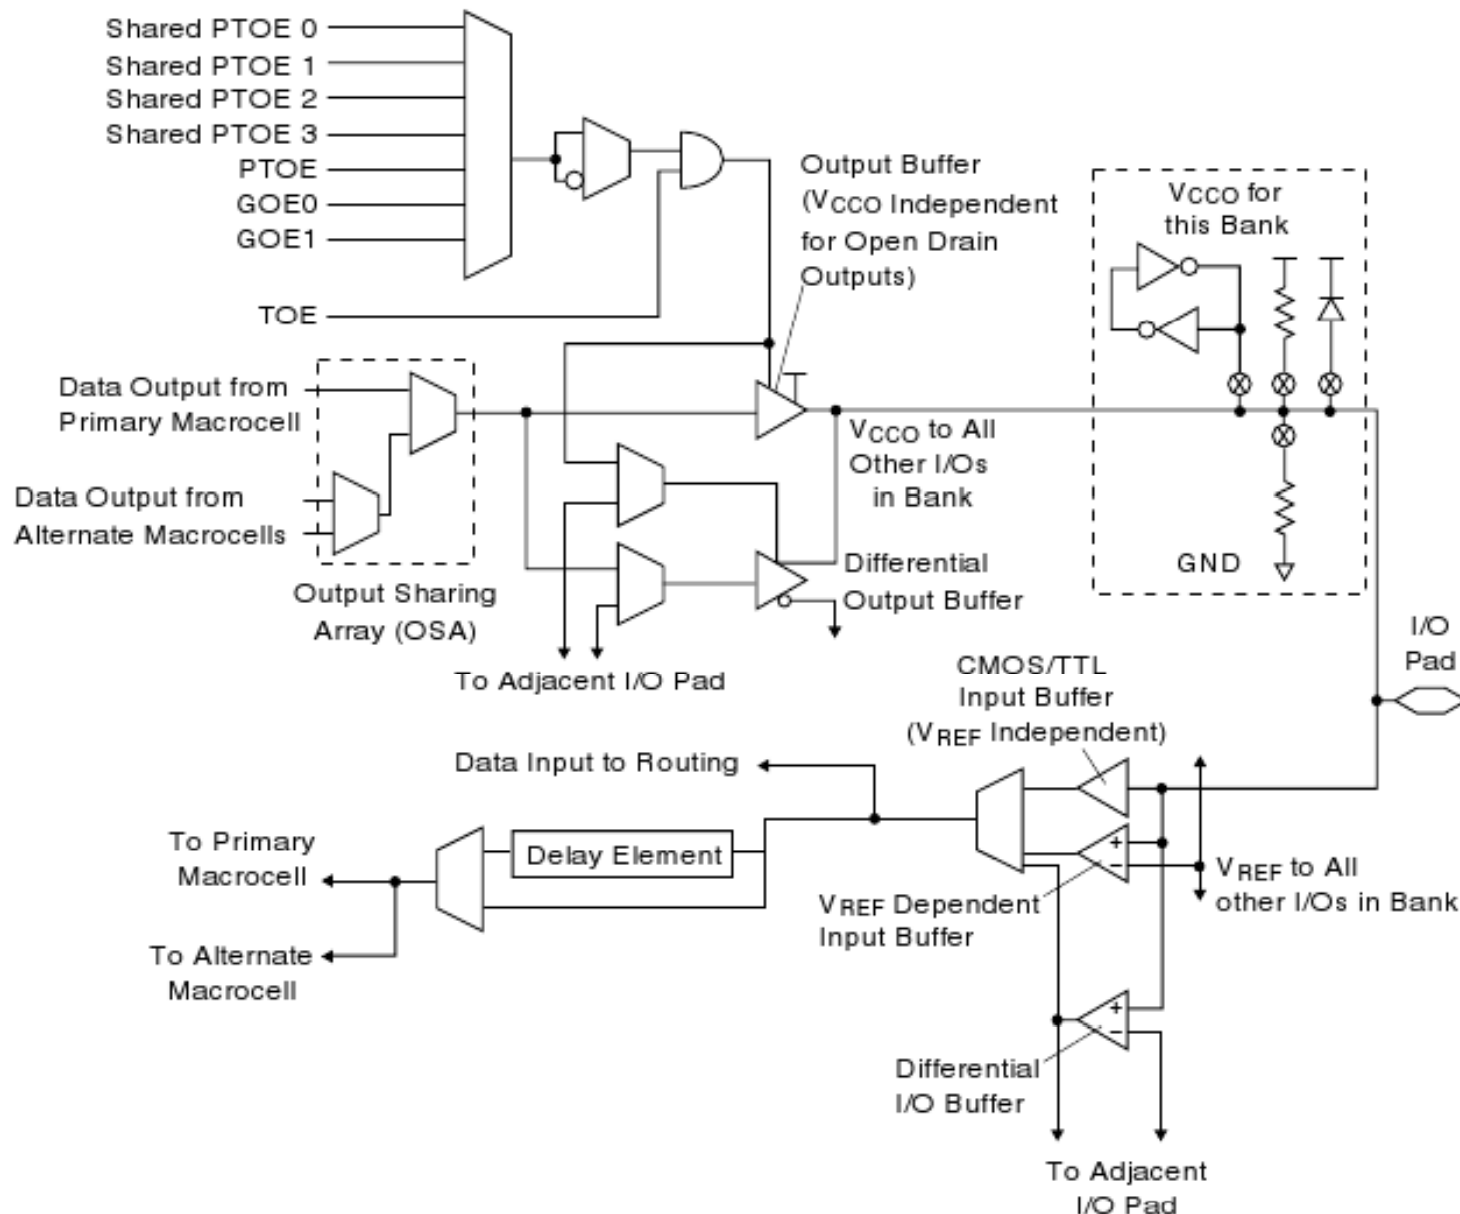 Shared PTOE 0
Shared PTOE 1
Shared PTOE 2
Shared PTOE 3
PTOE
GOE0
GOE1
TOE
Output Buffer
(VCCO Independent
for Open Drain
Outputs)
VCCO for
this Bank
GND
Data Output from
Primary Macrocell
Data Output from
Alternate Macrocells
Output Sharing
Array (OSA)
VCCO to All
Other I/Os
in Bank
Differential
Output Buffer
To Adjacent I/O Pad
I/O
Pad
CMOS/TTL
Input Buffer
(VREF Independent)
Data Input to Routing
To Primary
Macrocell
Delay Element
+
−
VREF to All
other I/Os in Bank
VREF Dependent
Input Buffer
To Alternate
Macrocell
+
−
Differential
I/O Buffer
To Adjacent
I/O Pad